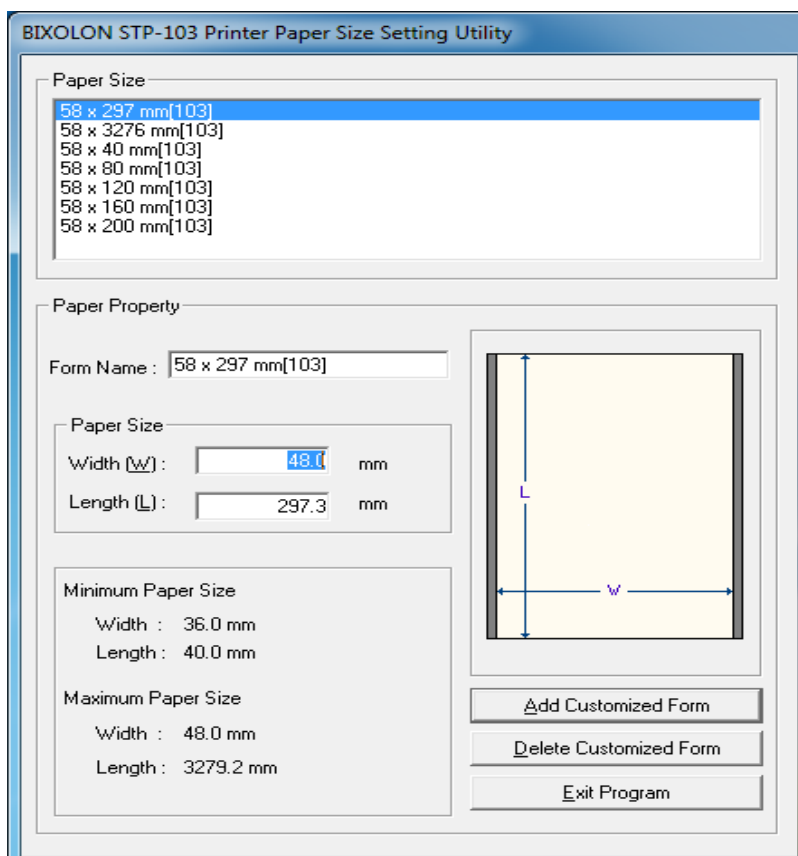 BIXOLON STP-103 Printer Paper Size Setting Utility
Paper Size
58 x 297 mm[103]
58 x 3276 mm[103]
58 x 40 mm[103]
58 x 80 mm[103]
58 x 120 mm[103]
58 x 160 mm[103]
58 x 200 mm[103]
Paper Property
Form Name : 58 x 297 mm[103]
Paper Size
Width (W) : 48.0 mm
Length (L) : 297.3 mm
L
W
Minimum Paper Size
Width : 36.0 mm
Length : 40.0 mm
Maximum Paper Size
Width : 48.0 mm
Length : 3279.2 mm
Add Customized Form
Delete Customized Form
Exit Program